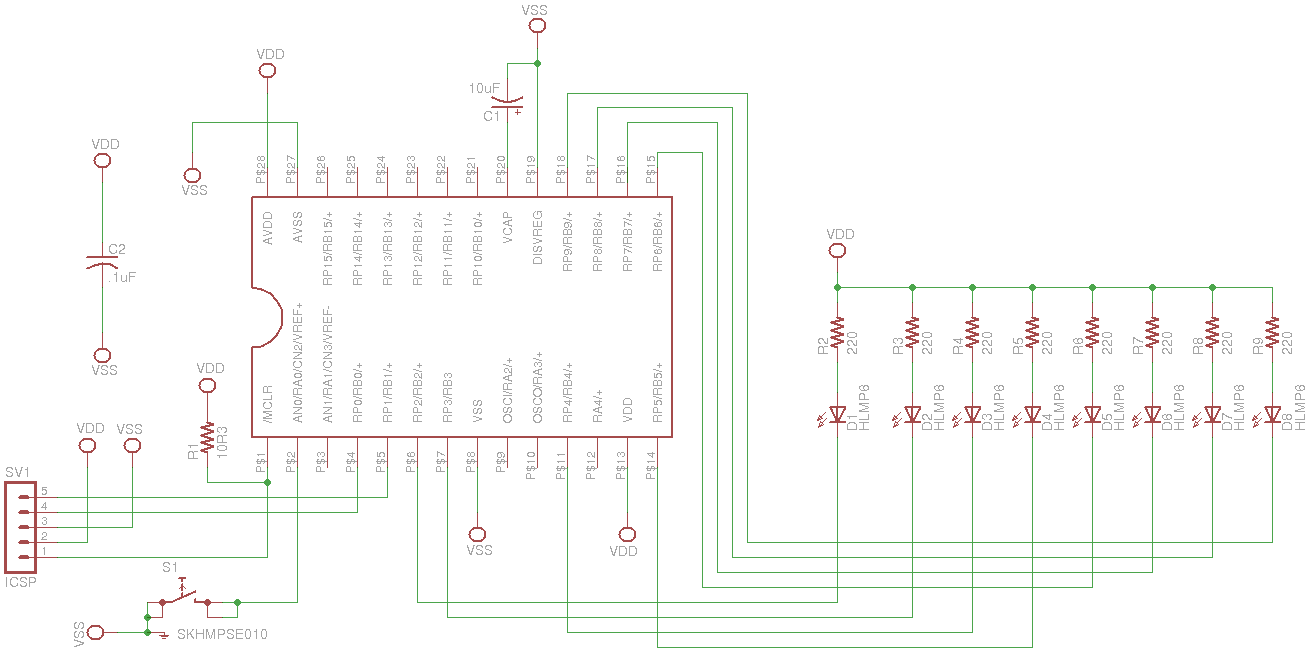 VSS
VDD
10uF
C1
+
VDD
VSS
P$28
P$27
P$26
P$25
P$24
P$23
P$22
P$21
P$20
P$19
P$18
P$17
P$16
P$15
AVDD
AVSS
RP15/RB15/+
RP14/RB14/+
RP13/RB13/+
RP12/RB12/+
RP11/RB11/+
RP10/RB10/+
VCAP
DISVREG
RP9/RB9/+
RP8/RB8/+
RP7/RB7/+
RP6/RB6/+
C2
.1uF
VSS
VDD
R1
10R3
/MCLR
AN0/RA0/CN2/VREF+
AN1/RA1/CN3/VREF-
RP0/RB0/+
RP1/RB1/+
RP2/RB2/+
RP3/RB3
VSS
OSCI/RA2/+
OSCO/RA3/+
RP4/RB4/+
RA4/+
VDD
RP5/RB5/+
P$1
P$2
P$3
P$4
P$5
P$6
P$7
P$8
P$9
P$10
P$11
P$12
P$13
P$14
VDD
R2
220
R3
220
R4
220
R5
220
R6
220
R7
220
R8
220
R9
220
D1
HLMP6
D2
HLMP6
D3
HLMP6
D4
HLMP6
D5
HLMP6
D6
HLMP6
D7
HLMP6
D8
HLMP6
VDD
VSS
SV1
5
4
3
2
1
ICSP
VSS
VDD
S1
VSS
SKHMPSE010